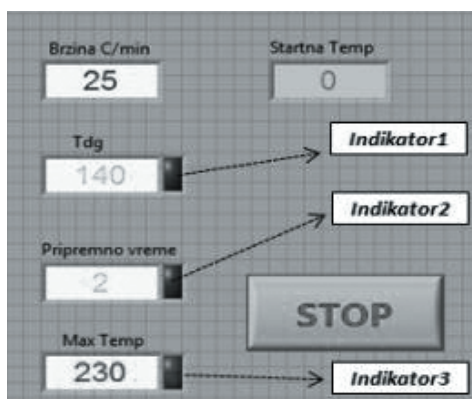 Brzina C/min
Startna Temp
25
0
Tdg
Indikator1
140
Indikator2
Pripremno vreme
2
STOP
Max Temp
230
Indikator3